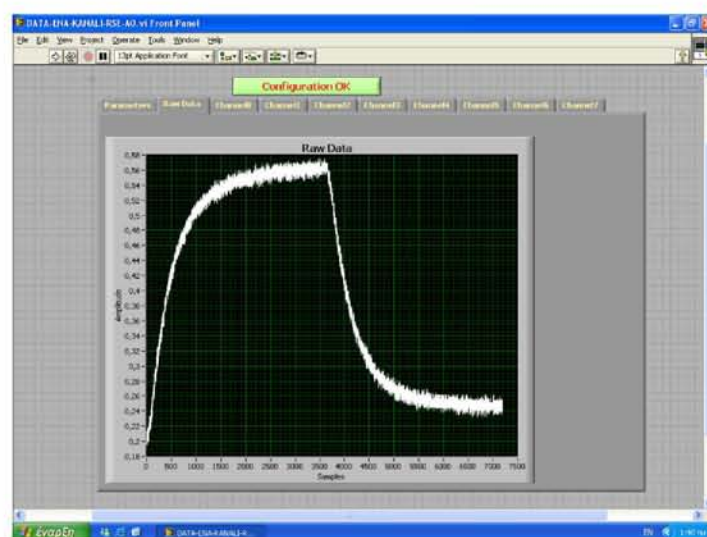 DATA-ENA-KANALI-RSE-A0.vi Front Panel
File Edit View Project Operate Tools Window Help
13pt Application Font
Configuration OK
Parameters Raw Data Channel0 Channel1 Channel2 Channel3 Channel4 Channel5 Channel6 Channel7
Raw Data
Amplitude
0,58
0,56
0,54
0,52
0,5
0,48
0,46
0,44
0,42
0,4
0,38
0,36
0,34
0,32
0,3
0,28
0,26
0,24
0,22
0,2
0,18
0 500 1000 1500 2000 2500 3000 3500 4000 4500 5000 5500 6000 6500 7000 7500
Samples
έναρξη DATA-ENA-KANALI-R... EN